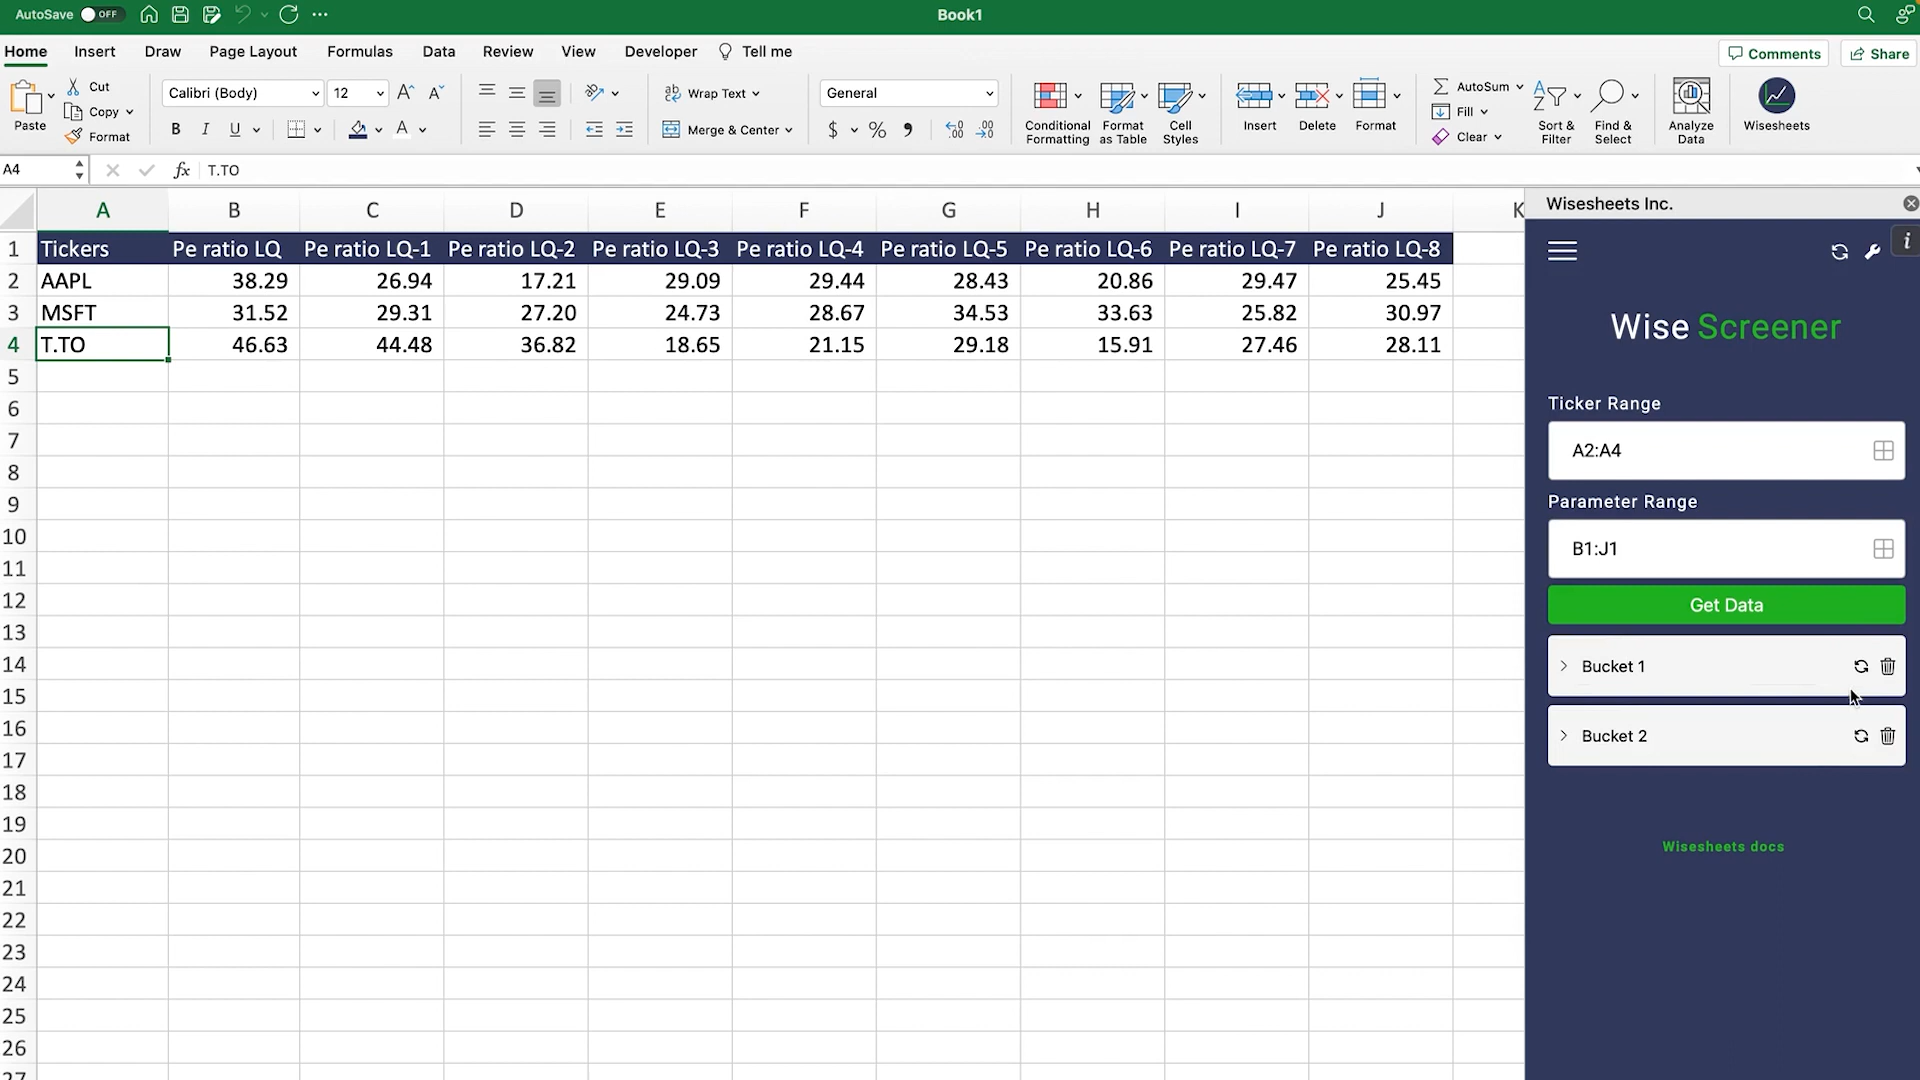 AutoSave OFF Book1
Home Insert Draw Page Layout Formulas Data Review View Developer Tell me Comments Share
Paste Cut Copy Format
Calibri (Body) 12
B I U A
Wrap Text
Merge & Center
General
$ %
Conditional Formatting
Format as Table
Cell Styles
Insert Delete Format
AutoSum
Fill
Clear
Sort & Filter
Find & Select
Analyze Data
Wisesheets
A4 fx T.TO
A B C D E F G H I J K
1 Tickers Pe ratio LQ Pe ratio LQ-1 Pe ratio LQ-2 Pe ratio LQ-3 Pe ratio LQ-4 Pe ratio LQ-5 Pe ratio LQ-6 Pe ratio LQ-7 Pe ratio LQ-8
2 AAPL 38.29 26.94 17.21 29.09 29.44 28.43 20.86 29.47 25.45
3 MSFT 31.52 29.31 27.20 24.73 28.67 34.53 33.63 25.82 30.97
4 T.TO 46.63 44.48 36.82 18.65 21.15 29.18 15.91 27.46 28.11
5
6
7
8
9
10
11
12
13
14
15
16
17
18
19
20
21
22
23
24
25
26
27
Wisesheets Inc.
i
Wise Screener
Ticker Range
A2:A4
Parameter Range
B1:J1
Get Data
Bucket 1
Bucket 2
Wisesheets docs